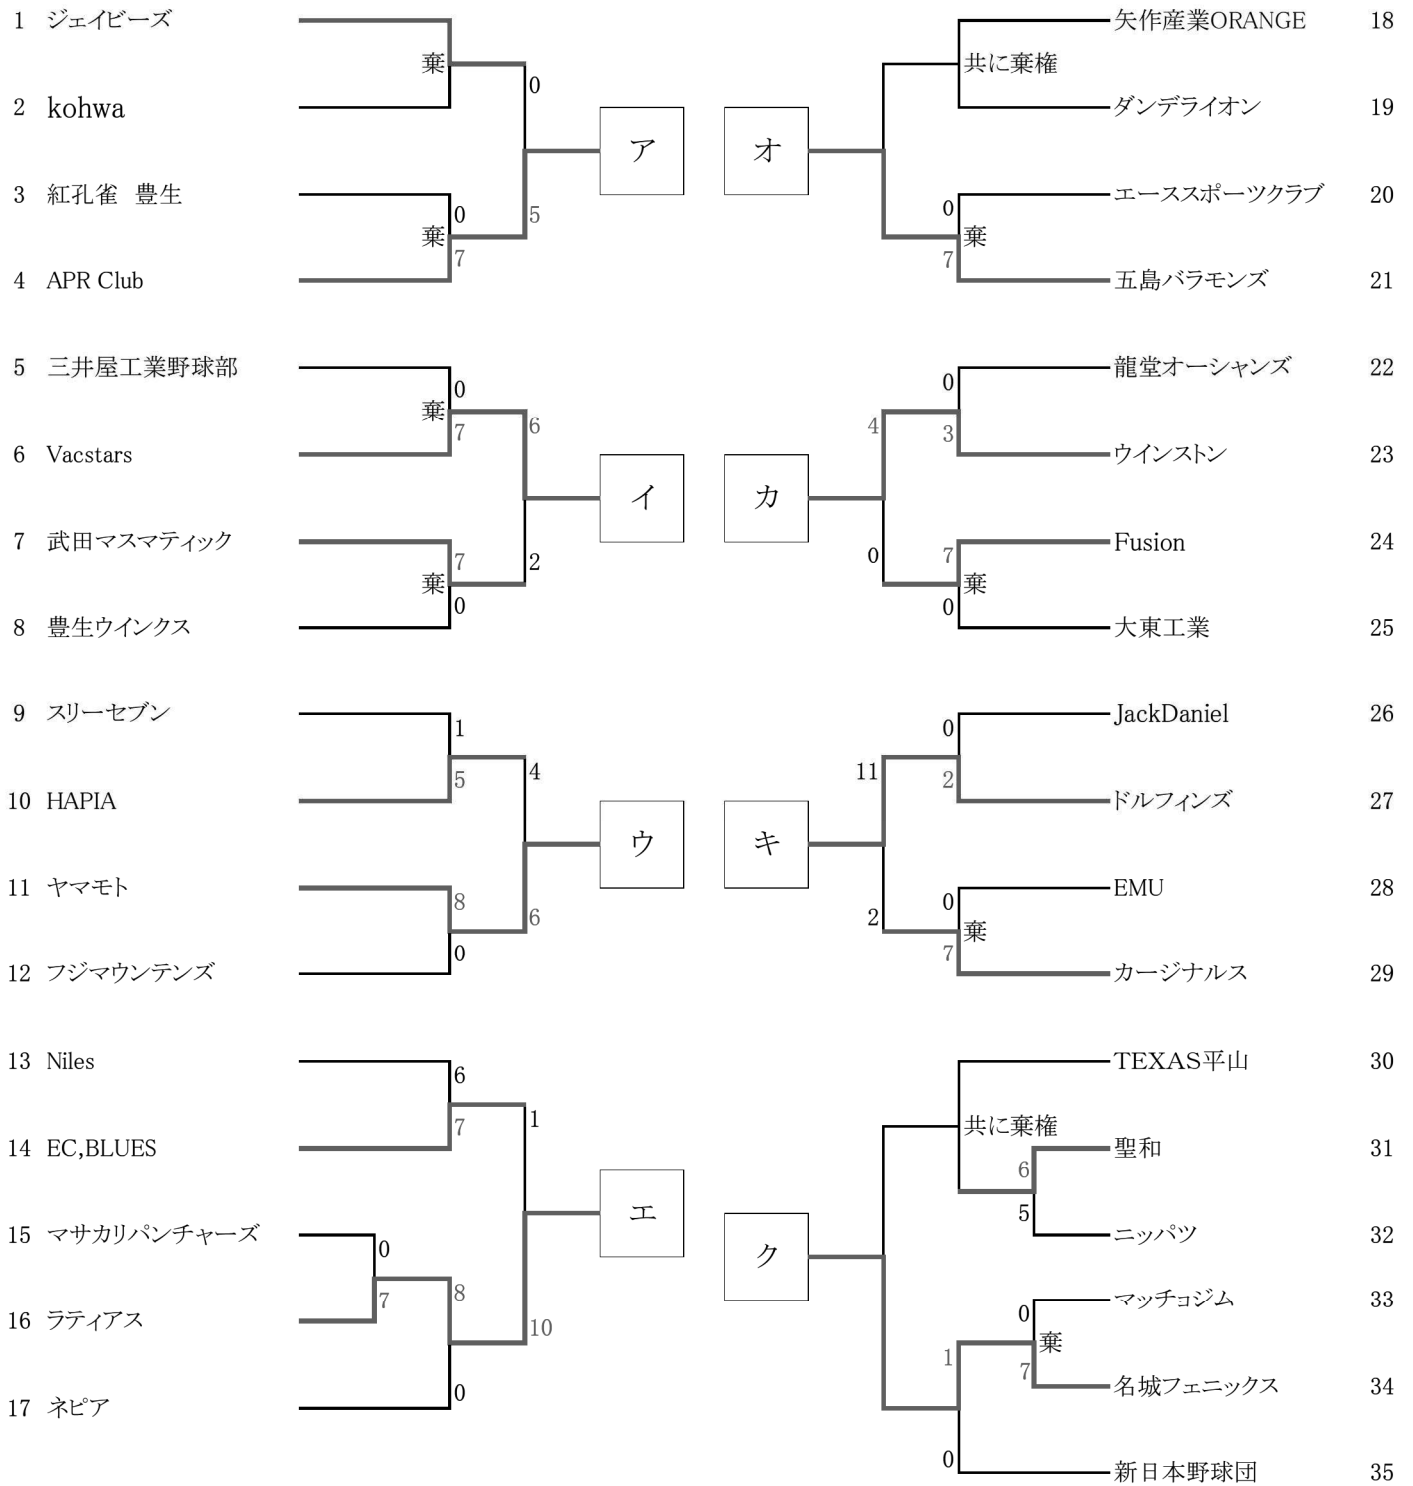 1 ジェイビーズ
棄
0
2 kohwa
ア
3 紅孔雀　豊生
0
棄
5
7
4 APR Club
5 三井屋工業野球部
0
棄
7
6
6 Vacstars
イ
7 武田マスマティック
7
棄
2
0
8 豊生ウインクス
9 スリーセブン
1
5
4
10 HAPIA
ウ
11 ヤマモト
8
6
0
12 フジマウンテンズ
13 Niles
6
7
1
14 EC,BLUES
エ
15 マサカリパンチャーズ
0
7
8
16 ラティアス
10
0
17 ネピア
矢作産業ORANGE 18
共に棄権
ダンデライオン 19
オ
エーススポーツクラブ 20
0
棄
7
五島バラモンズ 21
龍堂オーシャンズ 22
0
4
3
ウインストン 23
カ
Fusion 24
0
7
棄
0
大東工業 25
JackDaniel 26
0
11
2
ドルフィンズ 27
キ
EMU 28
0
2
棄
7
カージナルス 29
TEXAS平山 30
共に棄権
聖和 31
6
5
ニッパツ 32
ク
マッチョジム 33
0
棄
1
7
名城フェニックス 34
0
新日本野球団 35